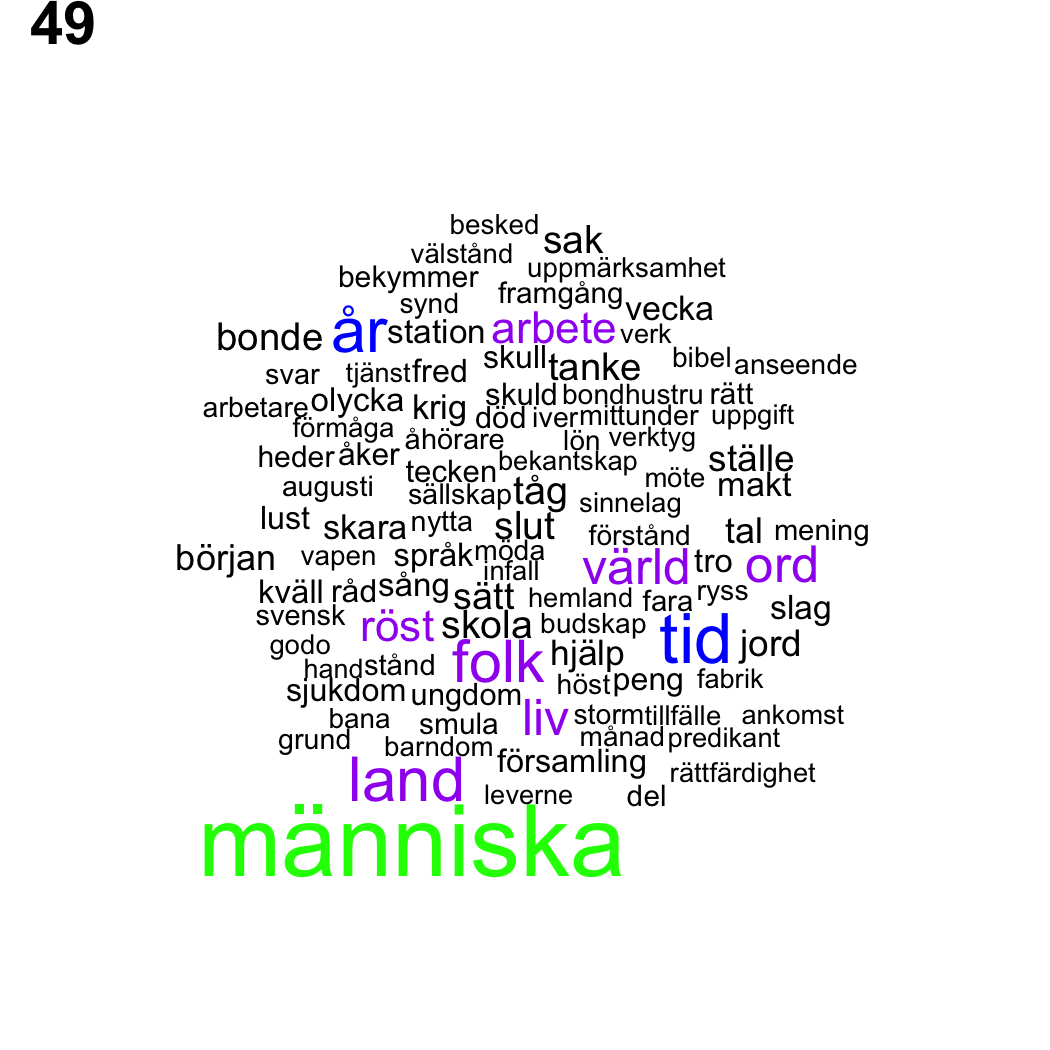 49
besked
sak
välstånd
uppmärksamhet
bekymmer
framgång
synd
vecka
bonde år station arbete verk
skull tanke bibel anseende
svar tjänst fred
skuld bondhustru rätt
arbetare olycka krig död iver mittunder uppgift
förmåga åhörare lön verktyg
heder åker tecken bekantskap ställe
augusti sällskap tåg möte makt
sinnelag
lust skara nytta slut förstånd tal mening
början vapen språk möda värld tro ord
infall
kväll råd sång sätt hemland fara ryss
svensk röst skola budskap tid slag
godo folk hjälp jord
hand stånd
sjukdom ungdom höst peng fabrik
bana smula liv storm tillfälle ankomst
grund barndom månad predikant
församling
land rättfärdighet
leverne del
människa